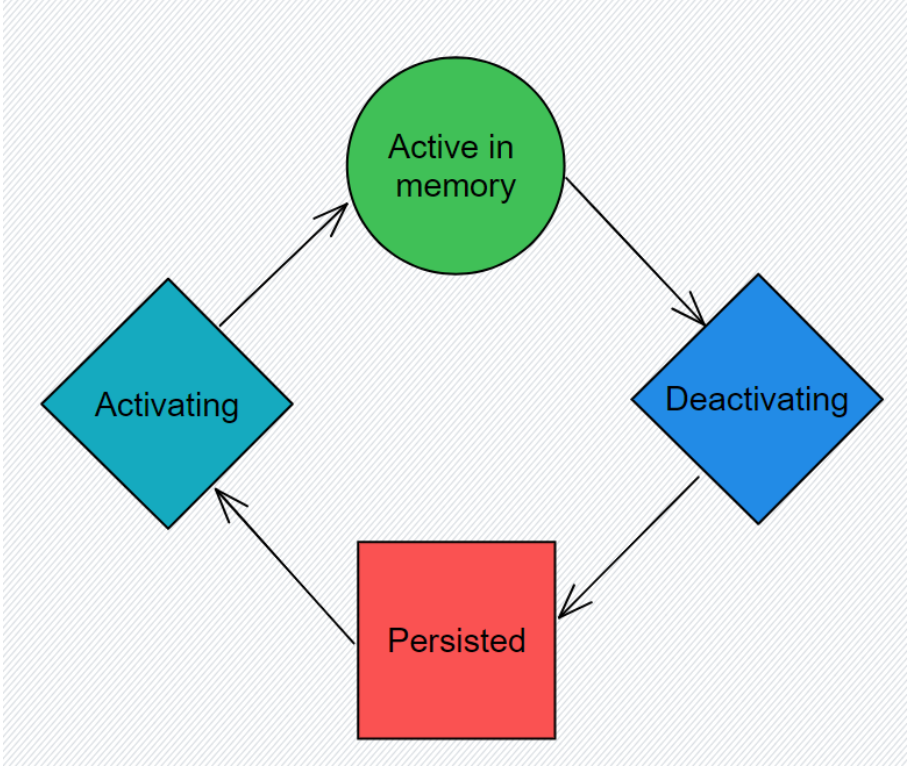 Active in
memory
Activating
Deactivating
Persisted